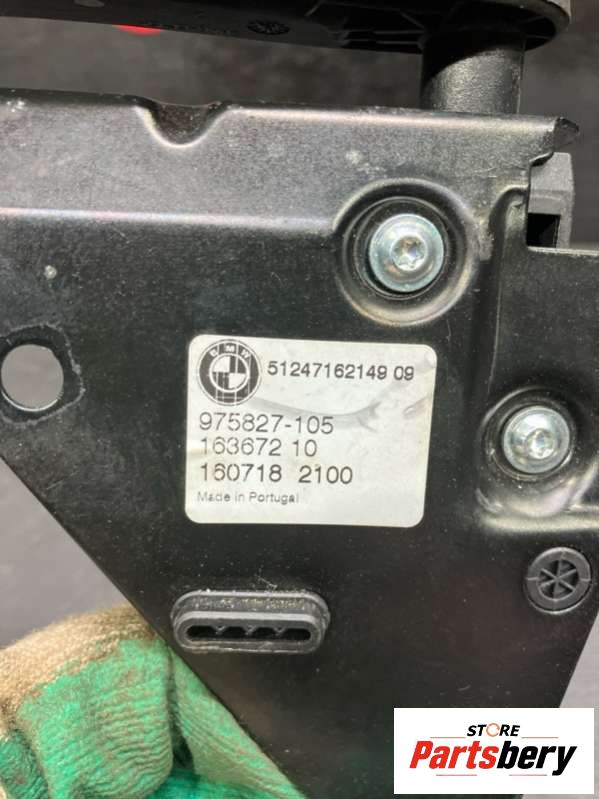 BMW
51247162149 09
975827-105
163672 10
160718 2100
Made in Portugal
STORE
Partsbery